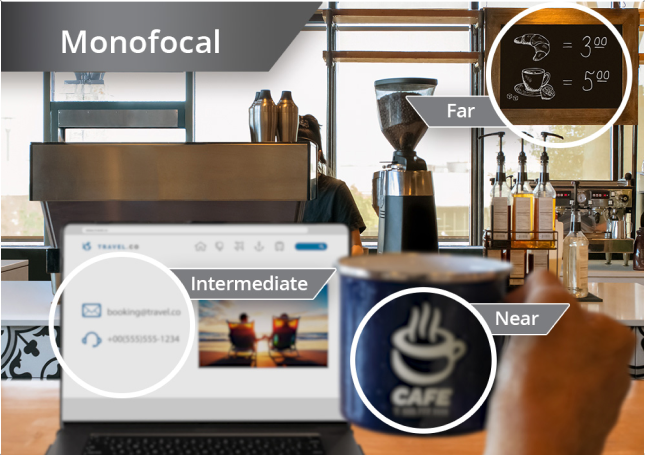 Monofocal
= 3.00
= 5.00
Far
TRAVEL.CO
Intermediate
booking@travel.co
+00(555)555-1234
Near
CAFE